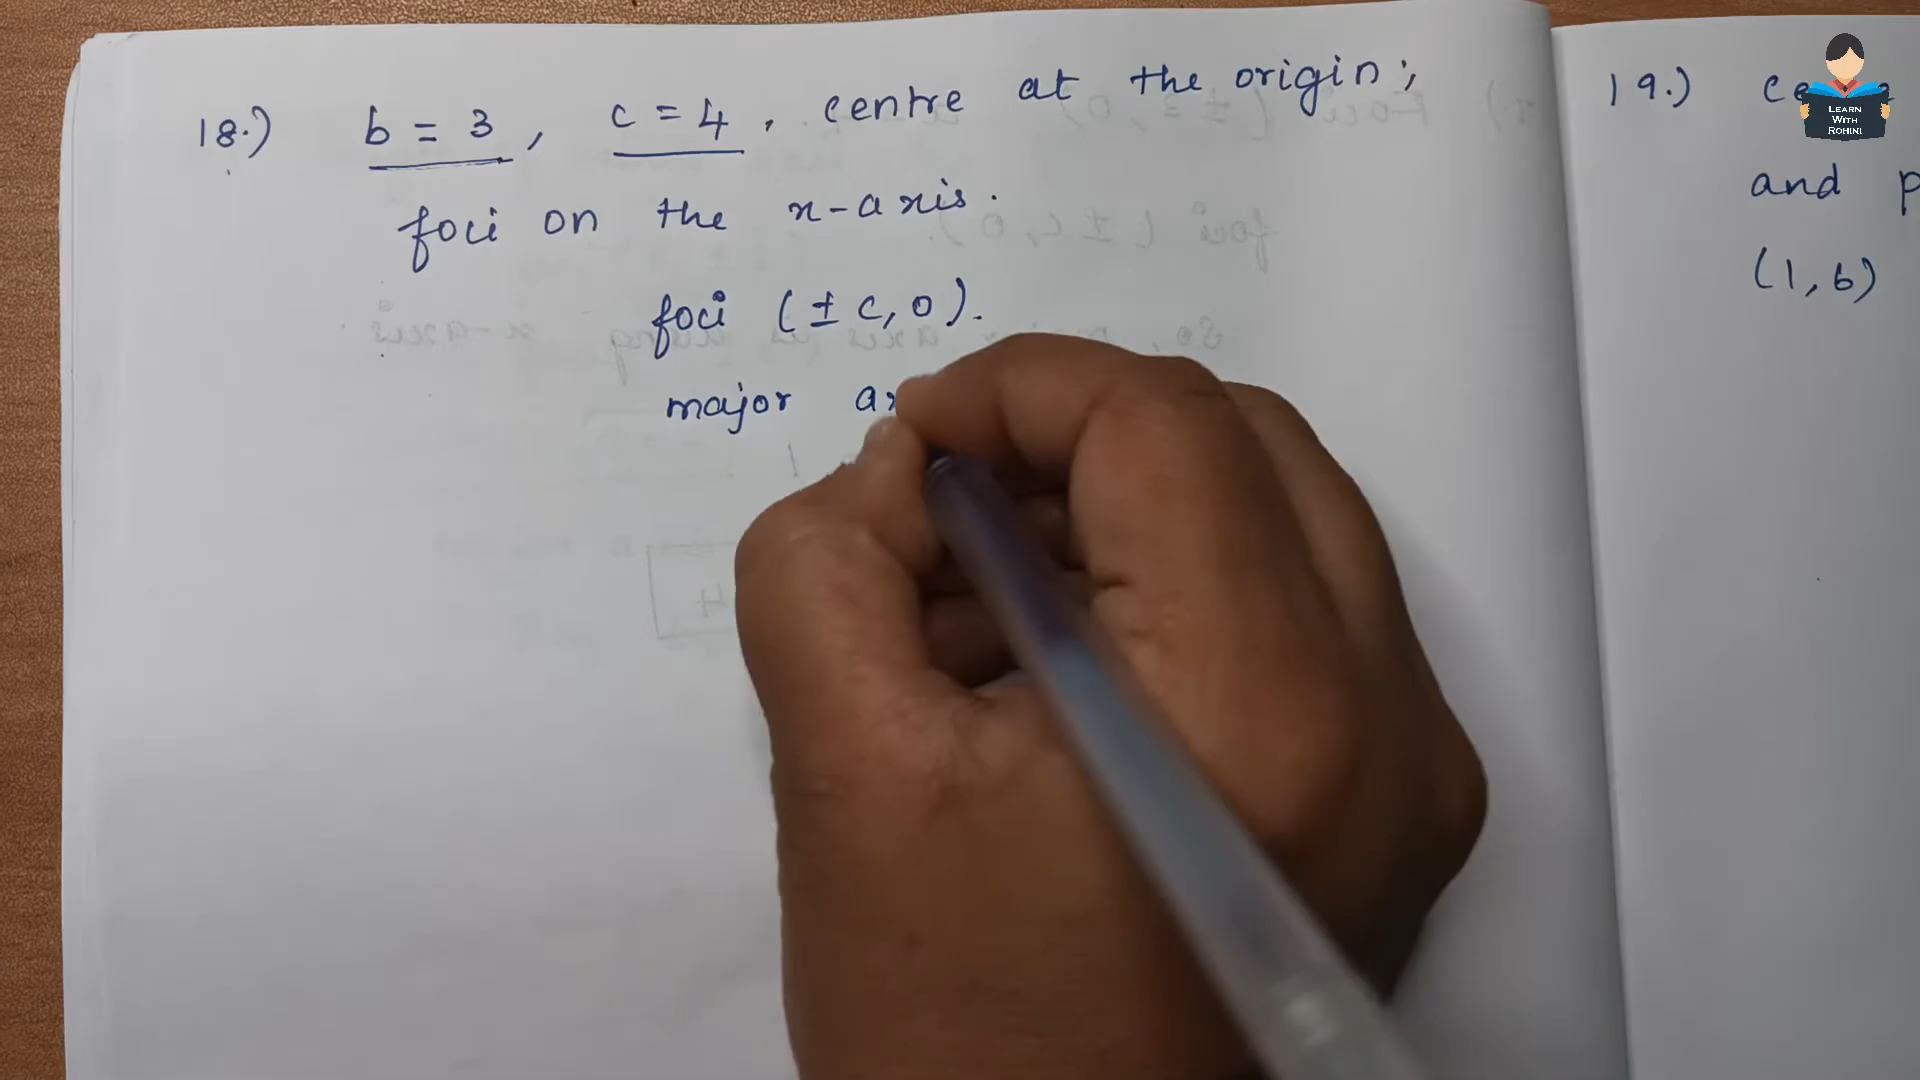 18.) b = 3, c = 4, centre at the origin;
foci on the x-axis.
foci (± c, 0).
major
19.)
and
(1, 6)
LEARN
WITH
ROHINI